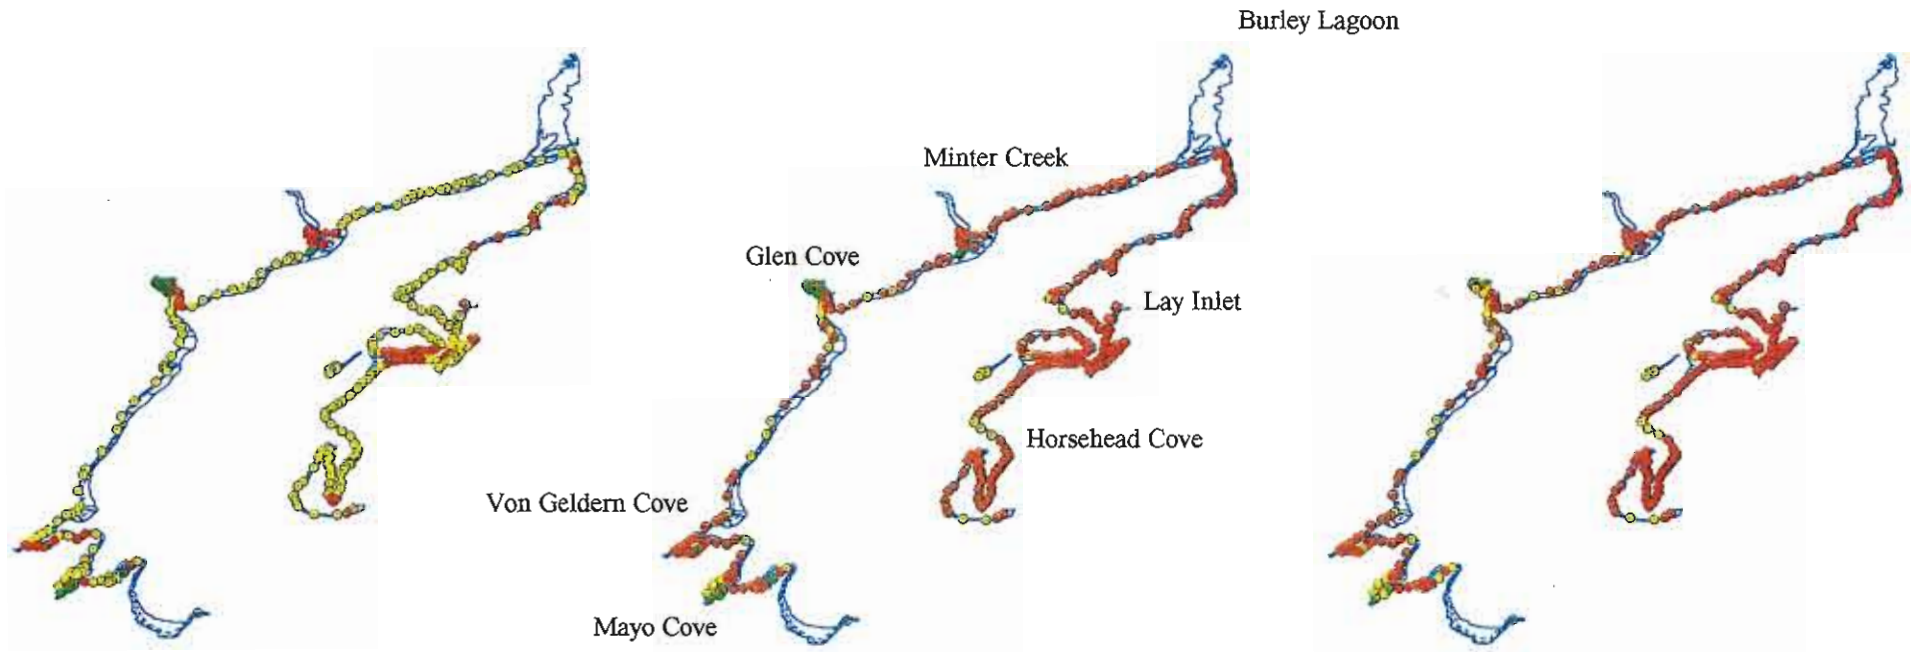 Burley Lagoon
Minter Creek
Glen Cove
Lay Inlet
Horsehead Cove
Von Geldern Cove
Mayo Cove